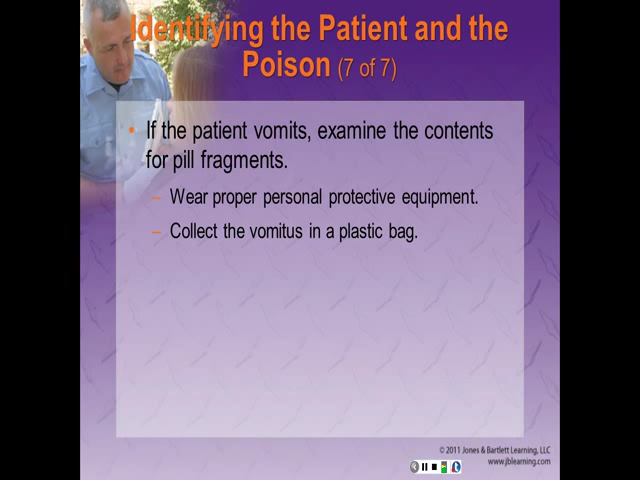 Identifying the Patient and the
Poison (7 of 7)
• If the patient vomits, examine the contents
for pill fragments.
– Wear proper personal protective equipment.
– Collect the vomitus in a plastic bag.
© 2011 Jones & Bartlett Learning, LLC
www.jblearning.com